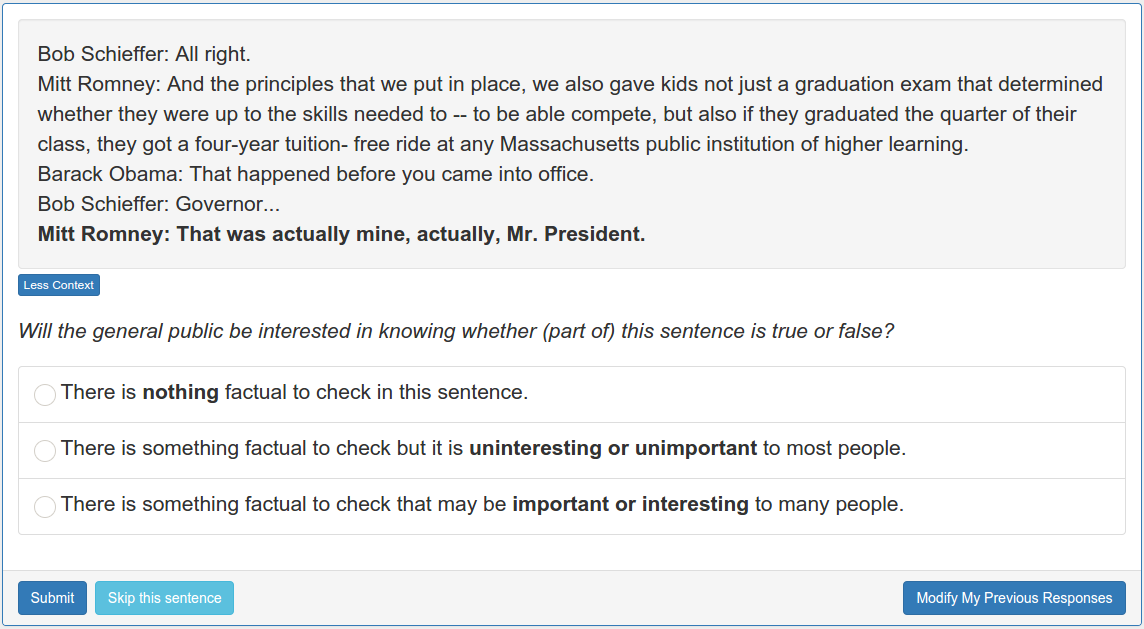 Bob Schieffer: All right.
Mitt Romney: And the principles that we put in place, we also gave kids not just a graduation exam that determined
whether they were up to the skills needed to -- to be able compete, but also if they graduated the quarter of their
class, they got a four-year tuition- free ride at any Massachusetts public institution of higher learning.
Barack Obama: That happened before you came into office.
Bob Schieffer: Governor...
Mitt Romney: That was actually mine, actually, Mr. President.
Less Context
Will the general public be interested in knowing whether (part of) this sentence is true or false?
There is nothing factual to check in this sentence.
There is something factual to check but it is uninteresting or unimportant to most people.
There is something factual to check that may be important or interesting to many people.
Submit Skip this sentence Modify My Previous Responses